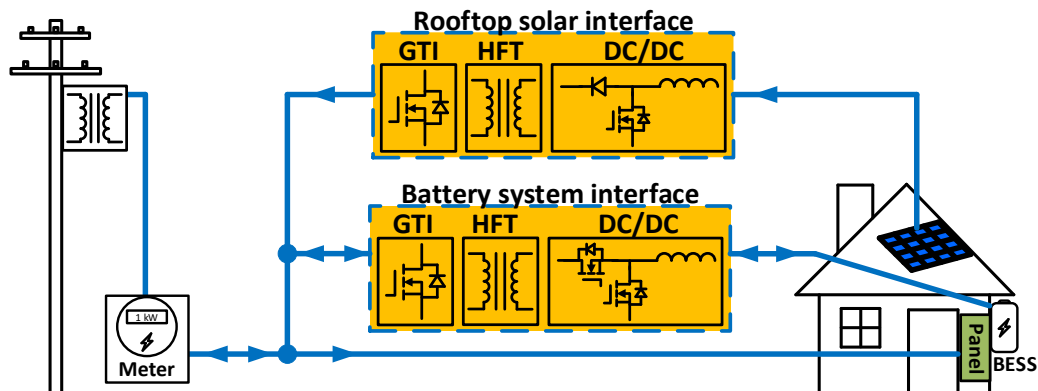 Rooftop solar interface
GTI HFT DC/DC
Battery system interface
GTI HFT DC/DC
1 kW
Meter
Panel
BESS